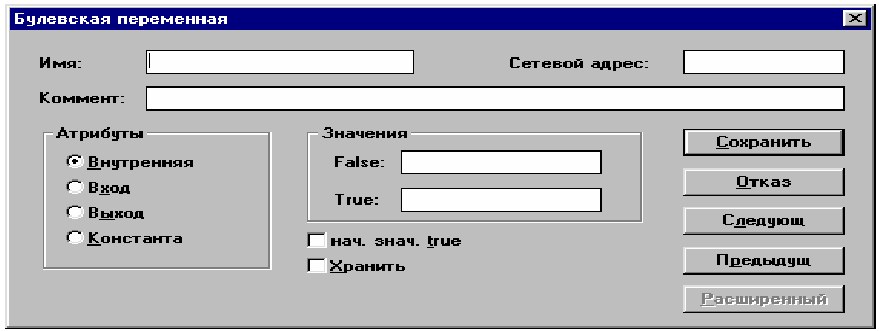 Булевская переменная
Имя: Сетевой адрес:
Коммент:
Атрибуты
Внутренняя
Вход
Выход
Константа
Значения
False:
True:
нач. знач. true
Хранить
Сохранить
Отказ
Следующ
Предыдущ
Расширенный